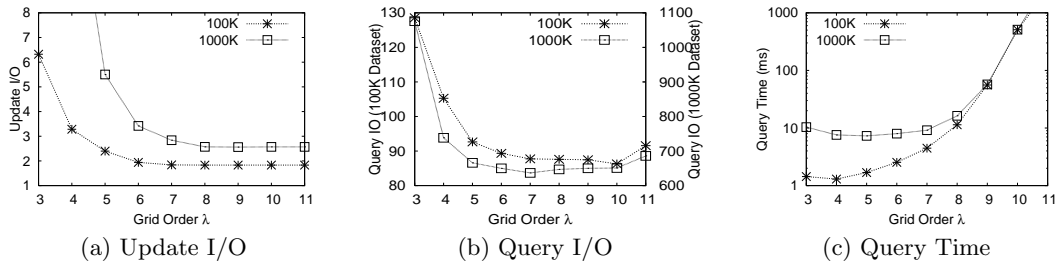 8
7
6
5
4
3
2
1
Update I/O
100K
1000K
3 4 5 6 7 8 9 10 11
Grid Order λ
(a) Update I/O
130
120
110
100
90
80
Query IO (100K Dataset)
100K
1000K
1100
1000
900
800
700
600
Query IO (1000K Dataset)
3 4 5 6 7 8 9 10 11
Grid Order λ
(b) Query I/O
1000
100
10
1
Query Time (ms)
100K
1000K
3 4 5 6 7 8 9 10 11
Grid Order λ
(c) Query Time